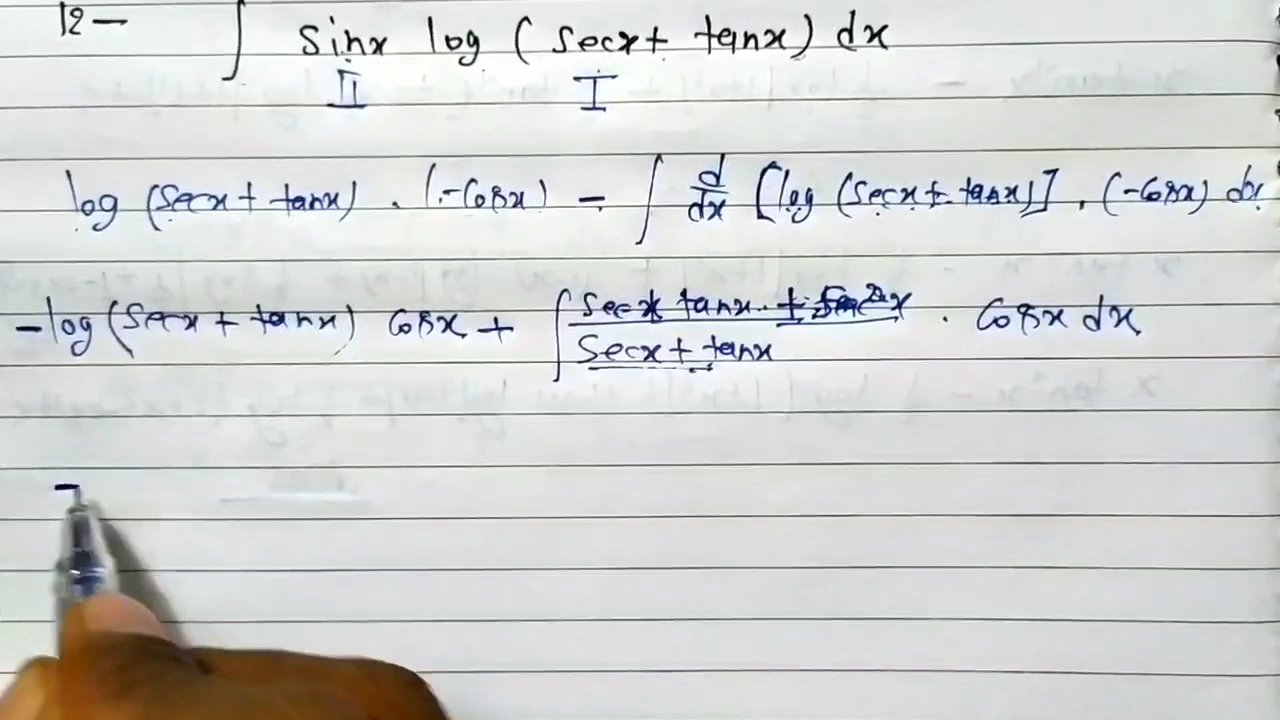 12- ∫ sinx log (secx + tanx) dx
II I
log (secx + tanx) . (-cosx) - ∫ d/dx [log (secx + tanx)] . (-cosx) dx
-log (secx + tanx) cosx + ∫ secx tanx + sec²x / secx + tanx . cosx dx
-